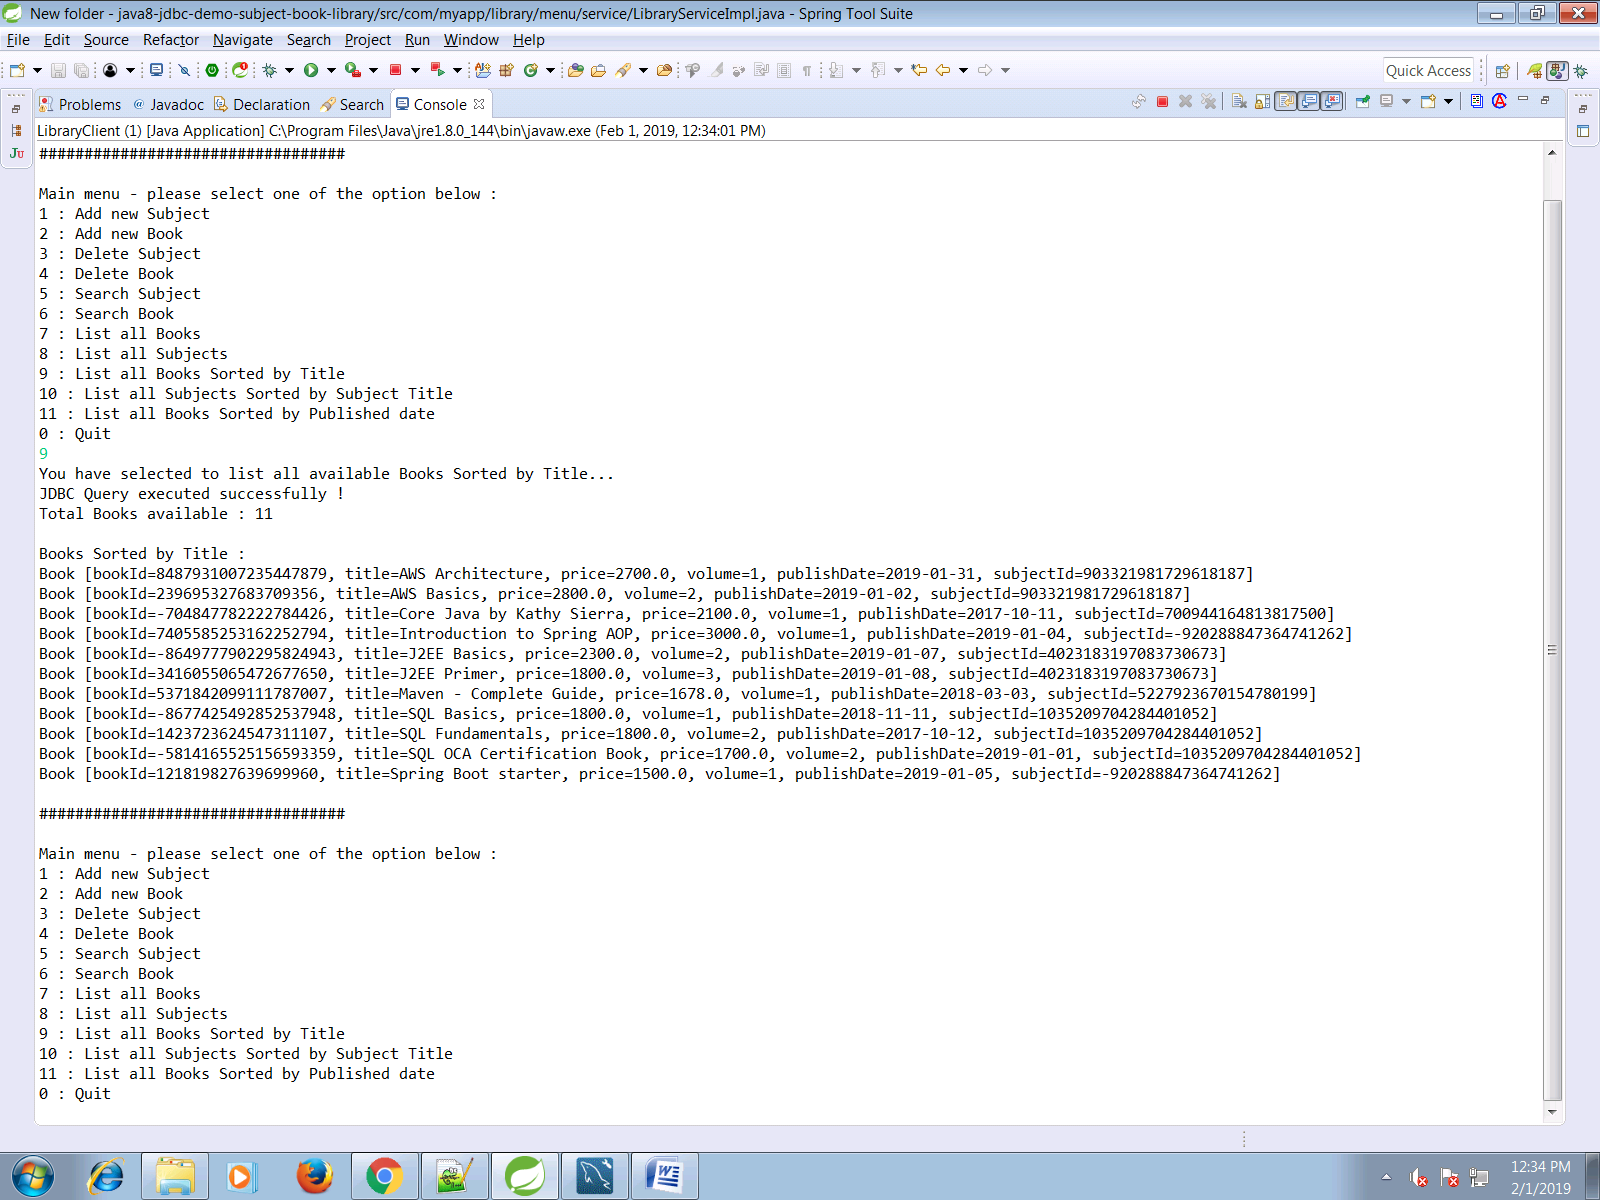 New folder - java8-jdbc-demo-subject-book-library/src/com/myapp/library/menu/service/LibraryServiceImpl.java - Spring Tool Suite
File Edit Source Refactor Navigate Search Project Run Window Help
Quick Access
Problems @ Javadoc Declaration Search Console
LibraryClient (1) [Java Application] C:\Program Files\Java\jre1.8.0_144\bin\javaw.exe (Feb 1, 2019, 12:34:01 PM)
##################################
Main menu - please select one of the option below :
1 : Add new Subject
2 : Add new Book
3 : Delete Subject
4 : Delete Book
5 : Search Subject
6 : Search Book
7 : List all Books
8 : List all Subjects
9 : List all Books Sorted by Title
10 : List all Subjects Sorted by Subject Title
11 : List all Books Sorted by Published date
0 : Quit
9
You have selected to list all available Books Sorted by Title...
JDBC Query executed successfully !
Total Books available : 11
Books Sorted by Title :
Book [bookId=8487931007235447879, title=AWS Architecture, price=2700.0, volume=1, publishDate=2019-01-31, subjectId=903321981729618187]
Book [bookId=239695327683709356, title=AWS Basics, price=2800.0, volume=2, publishDate=2019-01-02, subjectId=903321981729618187]
Book [bookId=-704847782222784426, title=Core Java by Kathy Sierra, price=2100.0, volume=1, publishDate=2017-10-11, subjectId=700944164813817500]
Book [bookId=7405585253162252794, title=Introduction to Spring AOP, price=3000.0, volume=1, publishDate=2019-01-04, subjectId=-920288847364741262]
Book [bookId=-8649777902295824943, title=J2EE Basics, price=2300.0, volume=2, publishDate=2019-01-07, subjectId=4023183197083730673]
Book [bookId=3416055065472677650, title=J2EE Primer, price=1800.0, volume=3, publishDate=2019-01-08, subjectId=4023183197083730673]
Book [bookId=5371842099111787007, title=Maven - Complete Guide, price=1678.0, volume=1, publishDate=2018-03-03, subjectId=5227923670154780199]
Book [bookId=-8677425492852537948, title=SQL Basics, price=1800.0, volume=1, publishDate=2018-11-11, subjectId=1035209704284401052]
Book [bookId=1423723624547311107, title=SQL Fundamentals, price=1800.0, volume=2, publishDate=2017-10-12, subjectId=1035209704284401052]
Book [bookId=-5814165525156593359, title=SQL OCA Certification Book, price=1700.0, volume=2, publishDate=2019-01-01, subjectId=1035209704284401052]
Book [bookId=121819827639699960, title=Spring Boot starter, price=1500.0, volume=1, publishDate=2019-01-05, subjectId=-920288847364741262]
##################################
Main menu - please select one of the option below :
1 : Add new Subject
2 : Add new Book
3 : Delete Subject
4 : Delete Book
5 : Search Subject
6 : Search Book
7 : List all Books
8 : List all Subjects
9 : List all Books Sorted by Title
10 : List all Subjects Sorted by Subject Title
11 : List all Books Sorted by Published date
0 : Quit
12:34 PM
2/1/2019